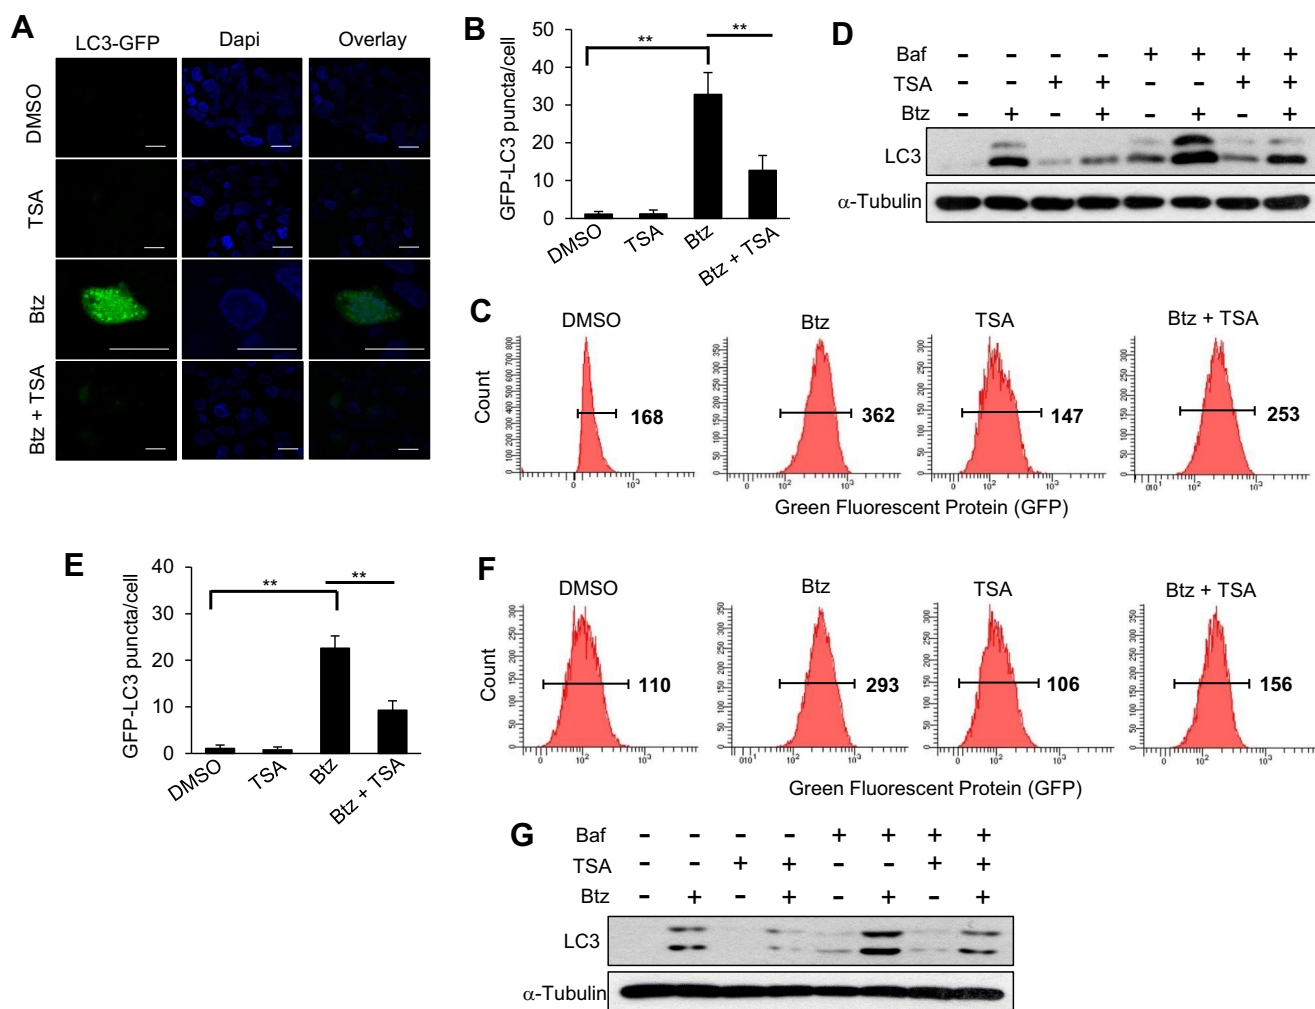 A
LC3-GFP Dapi Overlay
DMSO
TSA
Btz
Btz + TSA
B
GFP-LC3 puncta/cell
50
40
30
20
10
0
** **
DMSO TSA Btz Btz + TSA
D
Baf - - - - + + + +
TSA - - + + - - + +
Btz - + - + - + - +
LC3
α-Tubulin
C
DMSO Btz TSA Btz + TSA
Count
168 362 147 253
Green Fluorescent Protein (GFP)
E
GFP-LC3 puncta/cell
40
30
20
10
0
** **
DMSO TSA Btz Btz + TSA
F
DMSO Btz TSA Btz + TSA
Count
110 293 106 156
Green Fluorescent Protein (GFP)
G
Baf - - - - + + + +
TSA - - + + - - + +
Btz - + - + - + - +
LC3
α-Tubulin